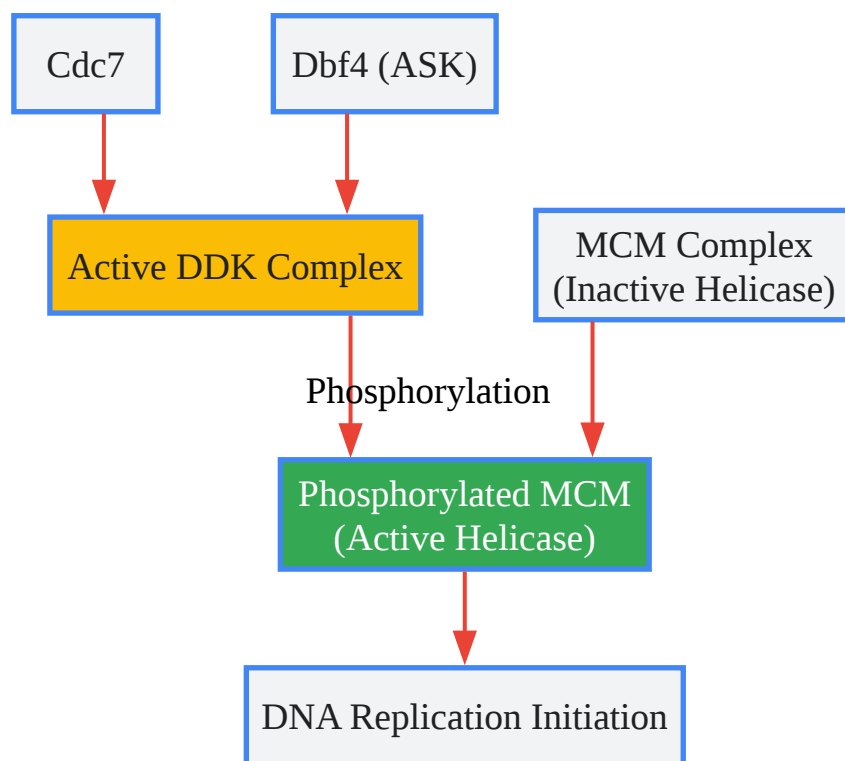 Cdc7
Dbf4 (ASK)
Active DDK Complex
MCM Complex
(Inactive Helicase)
Phosphorylation
Phosphorylated MCM
(Active Helicase)
DNA Replication Initiation